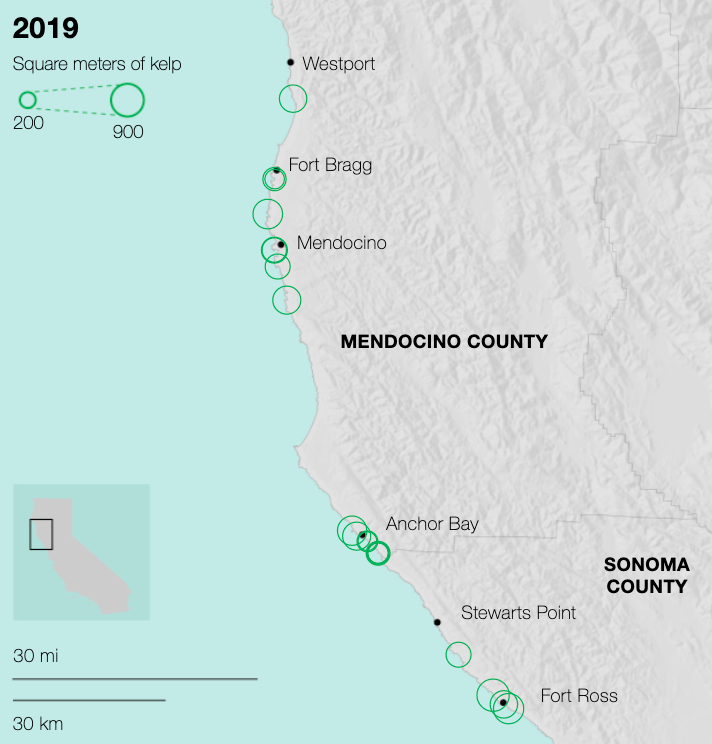 2019
Square meters of kelp
200
900
Westport
Fort Bragg
Mendocino
MENDOCINO COUNTY
Anchor Bay
SONOMA
COUNTY
Stewarts Point
Fort Ross
30 mi
30 km